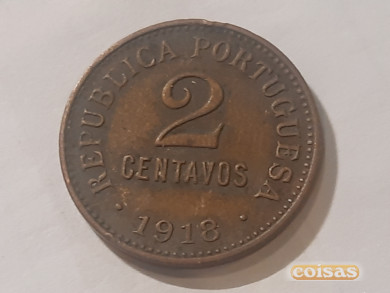 REPUBLICA PORTUGUESA
2
CENTAVOS
• 1918 •
coisas